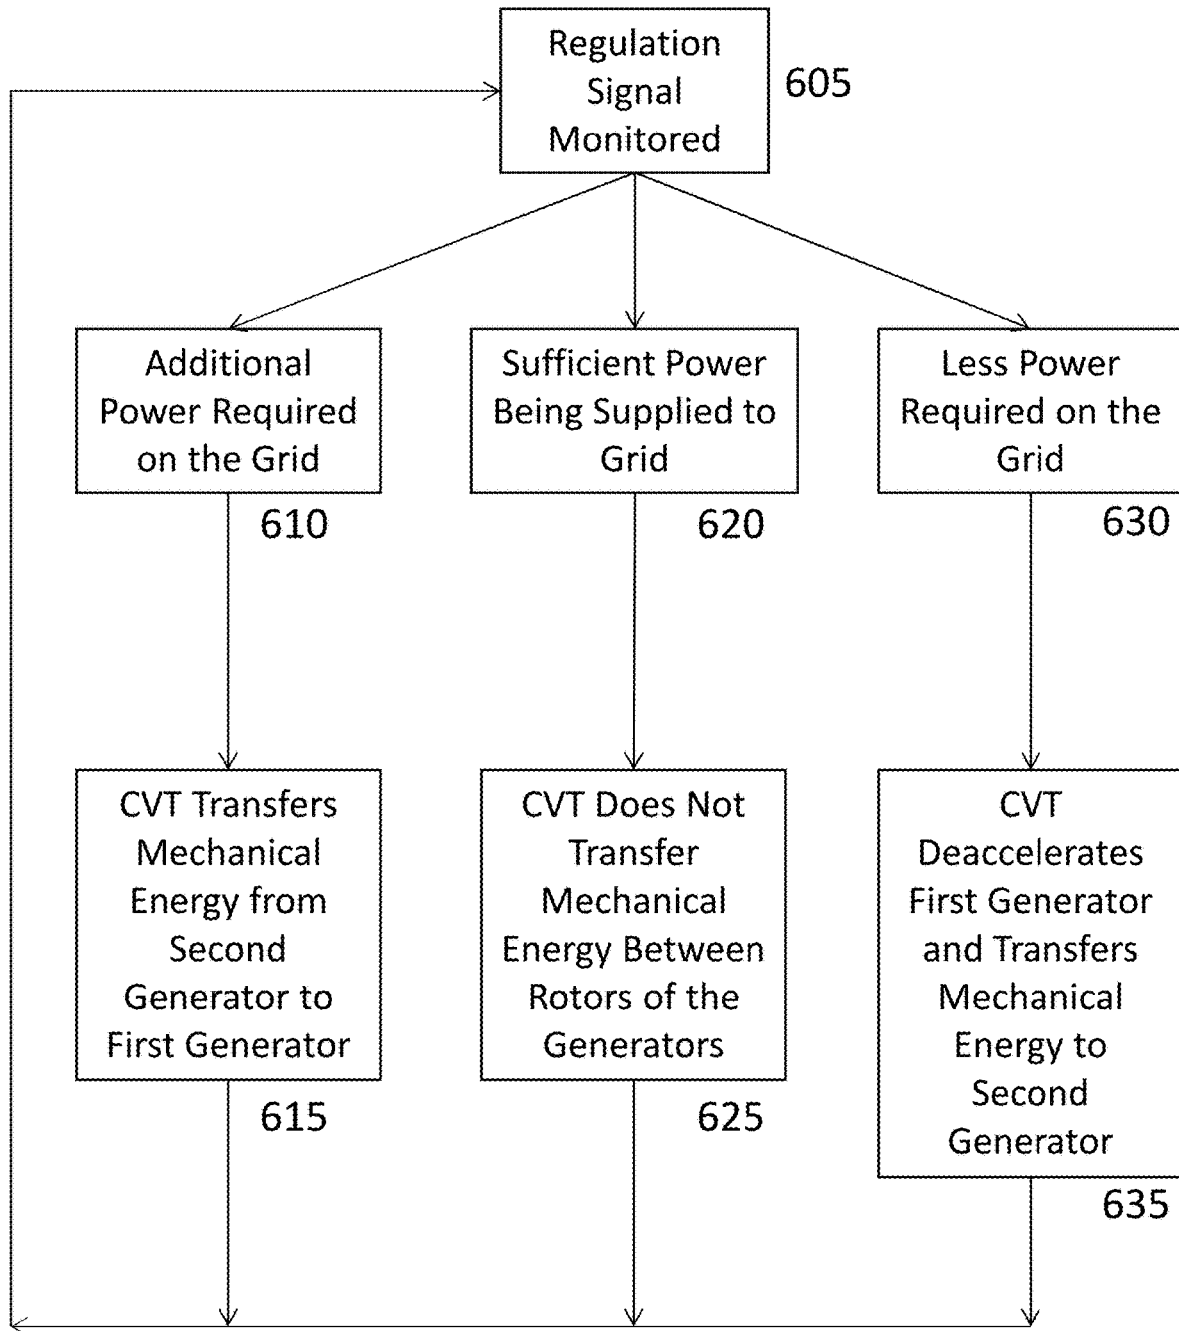 Regulation
Signal
Monitored
605
Additional
Power Required
on the Grid
610
Sufficient Power
Being Supplied to
Grid
620
Less Power
Required on the
Grid
630
CVT Transfers
Mechanical
Energy from
Second
Generator to
First Generator
615
CVT Does Not
Transfer
Mechanical
Energy Between
Rotors of the
Generators
625
CVT
Deaccelerates
First Generator
and Transfers
Mechanical
Energy to
Second
Generator
635